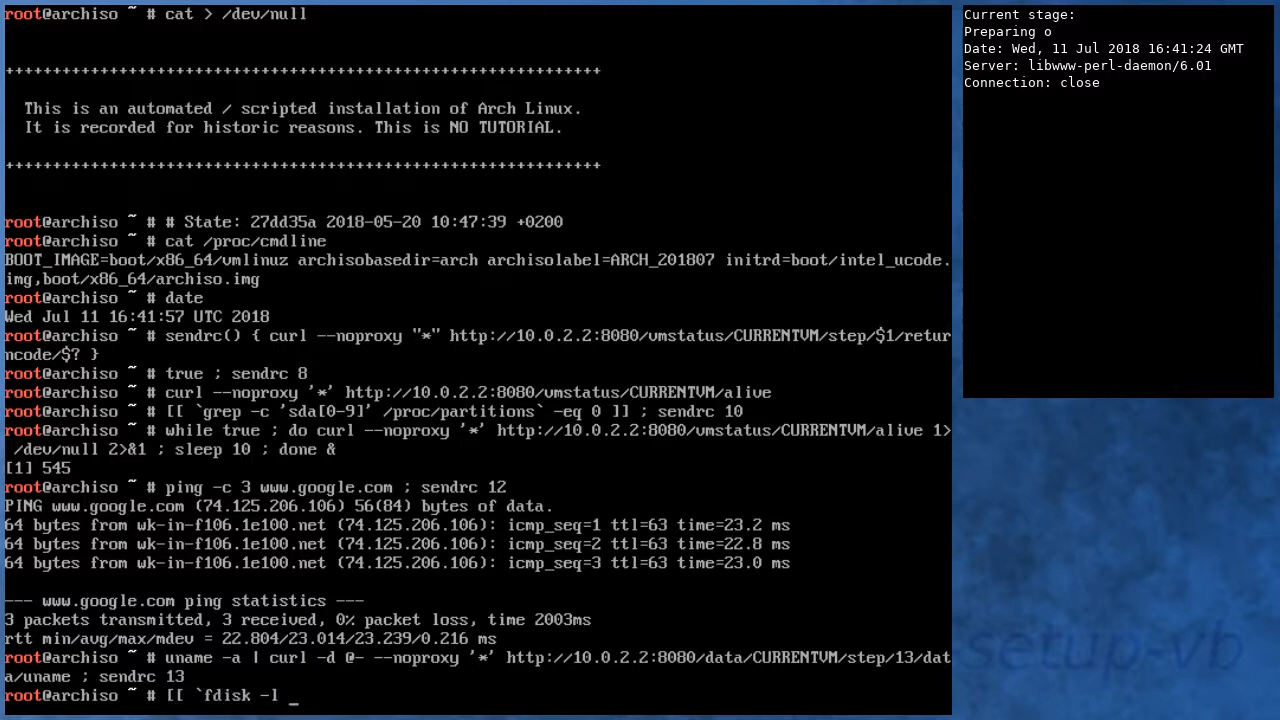 root@archiso ~ # cat > /dev/null
+++++++++++++++++++++++++++++++++++++++++++++++++++++++++++++++
This is an automated / scripted installation of Arch Linux.
It is recorded for historic reasons. This is NO TUTORIAL.
+++++++++++++++++++++++++++++++++++++++++++++++++++++++++++++++
root@archiso ~ # # State: 27dd35a 2018-05-20 10:47:39 +0200
root@archiso ~ # cat /proc/cmdline
BOOT_IMAGE=boot/x86_64/vmlinuz archisobasedir=arch archisolabel=ARCH_201807 initrd=boot/intel_ucode.
img,boot/x86_64/archiso.img
root@archiso ~ # date
Wed Jul 11 16:41:57 UTC 2018
root@archiso ~ # sendrc() { curl --noproxy "*" http://10.0.2.2:8080/vmstatus/CURRENTVM/step/$1/retur
ncode/$? }
root@archiso ~ # true ; sendrc 8
root@archiso ~ # curl --noproxy '*' http://10.0.2.2:8080/vmstatus/CURRENTVM/alive
root@archiso ~ # [[ `grep -c 'sda[0-9]' /proc/partitions` -eq 0 ]] ; sendrc 10
root@archiso ~ # while true ; do curl --noproxy '*' http://10.0.2.2:8080/vmstatus/CURRENTVM/alive 1>
/dev/null 2>&1 ; sleep 10 ; done &
[1] 545
root@archiso ~ # ping -c 3 www.google.com ; sendrc 12
PING www.google.com (74.125.206.106) 56(84) bytes of data.
64 bytes from wk-in-f106.1e100.net (74.125.206.106): icmp_seq=1 ttl=63 time=23.2 ms
64 bytes from wk-in-f106.1e100.net (74.125.206.106): icmp_seq=2 ttl=63 time=22.8 ms
64 bytes from wk-in-f106.1e100.net (74.125.206.106): icmp_seq=3 ttl=63 time=23.0 ms
--- www.google.com ping statistics ---
3 packets transmitted, 3 received, 0% packet loss, time 2003ms
rtt min/avg/max/mdev = 22.804/23.014/23.239/0.216 ms
root@archiso ~ # uname -a | curl -d @- --noproxy '*' http://10.0.2.2:8080/data/CURRENTVM/step/13/dat
a/uname ; sendrc 13
root@archiso ~ # [[ `fdisk -l _
Current stage:
Preparing o
Date: Wed, 11 Jul 2018 16:41:24 GMT
Server: libwww-perl-daemon/6.01
Connection: close
setup-vb